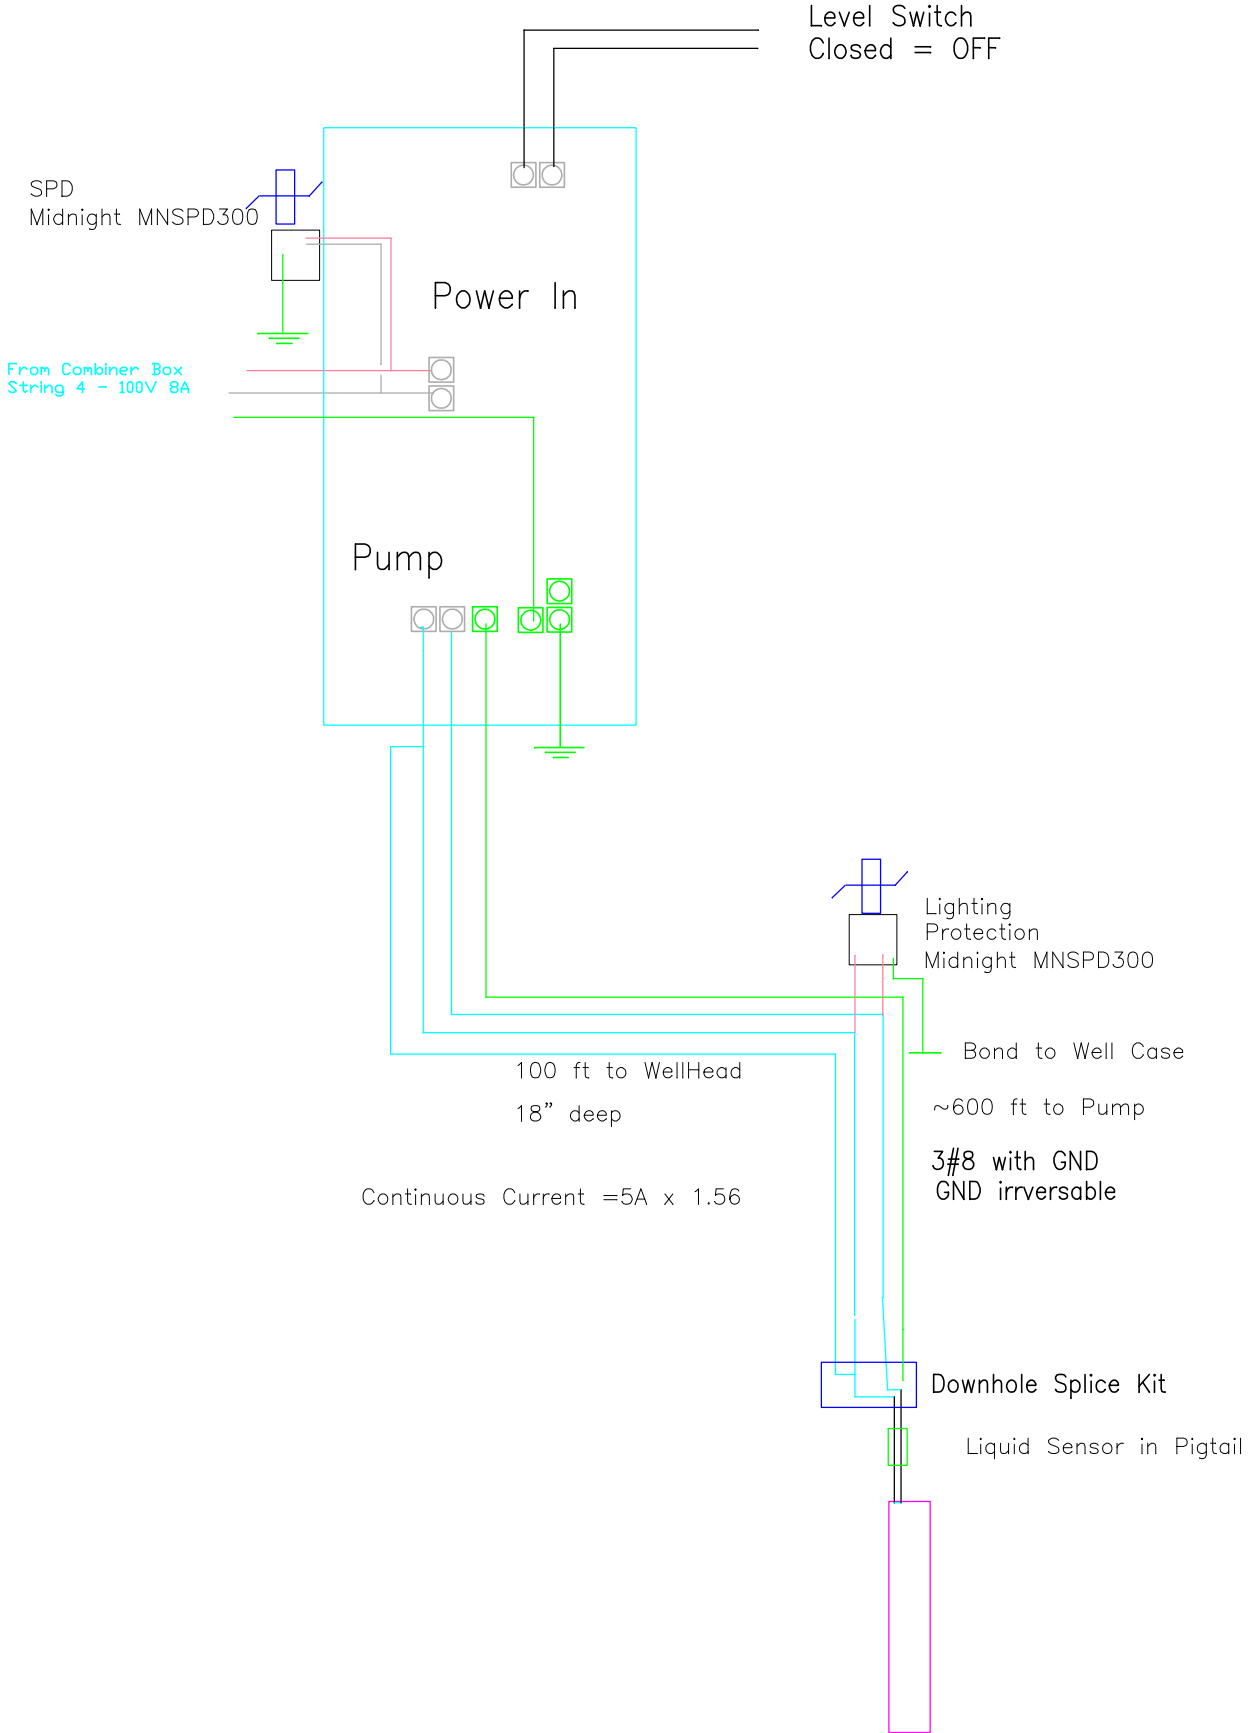 Level Switch
Closed = OFF
SPD
Midnight MNSPD300
Power In
From Combiner Box
String 4 - 100V 8A
Pump
Lighting
Protection
Midnight MNSPD300
Bond to Well Case
100 ft to WellHead
18" deep
~600 ft to Pump
3#8 with GND
GND irrversable
Continuous Current =5A x 1.56
Downhole Splice Kit
Liquid Sensor in Pigtail